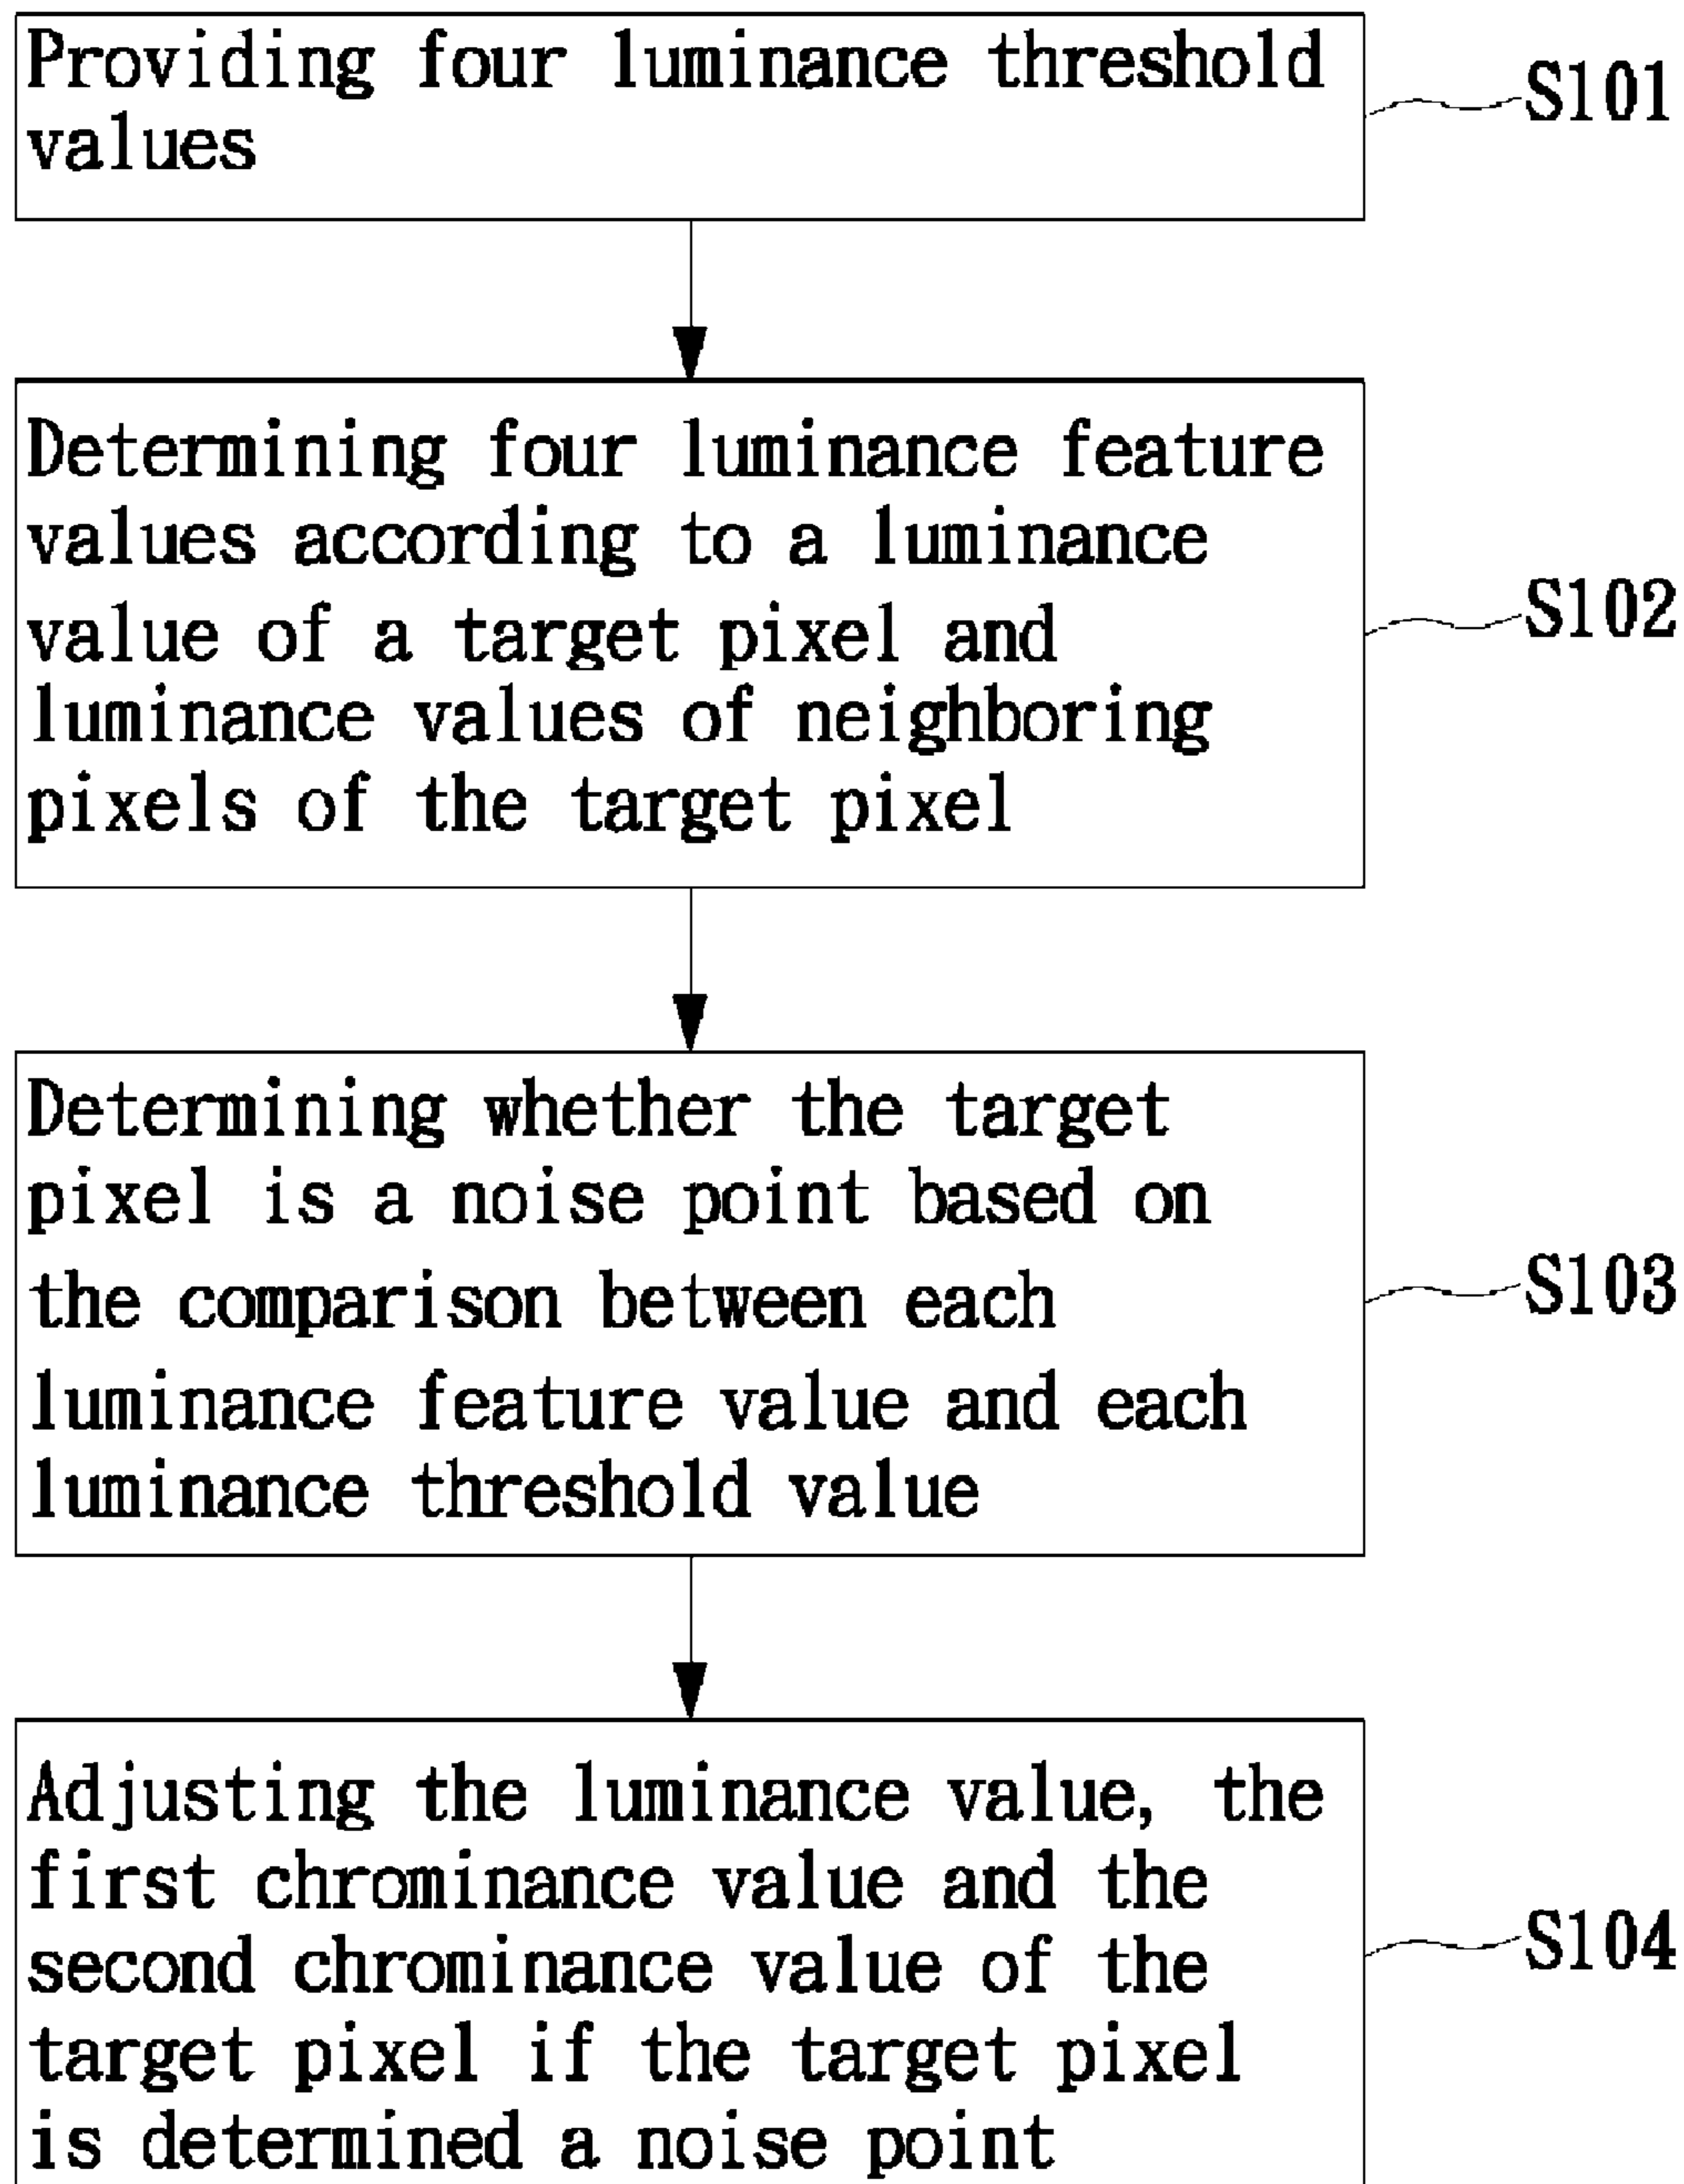 Providing four luminance threshold
values
S101
Determining four luminance feature
values according to a luminance
value of a target pixel and
luminance values of neighboring
pixels of the target pixel
S102
Determining whether the target
pixel is a noise point based on
the comparison between each
luminance feature value and each
luminance threshold value
S103
Adjusting the luminance value, the
first chrominance value and the
second chrominance value of the
target pixel if the target pixel
is determined a noise point
S104